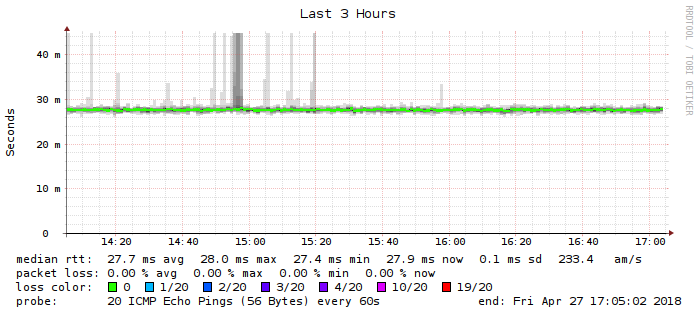 Last 3 Hours
RRDTOOL / TOBI OETIKER
Seconds
40 m
30 m
20 m
10 m
0
14:20 14:40 15:00 15:20 15:40 16:00 16:20 16:40 17:00
median rtt: 27.7 ms avg 28.0 ms max 27.4 ms min 27.9 ms now 0.1 ms sd 233.4 am/s
packet loss: 0.00 % avg 0.00 % max 0.00 % min 0.00 % now
loss color: 0 1/20 2/20 3/20 4/20 10/20 19/20
probe: 20 ICMP Echo Pings (56 Bytes) every 60s end: Fri Apr 27 17:05:02 2018